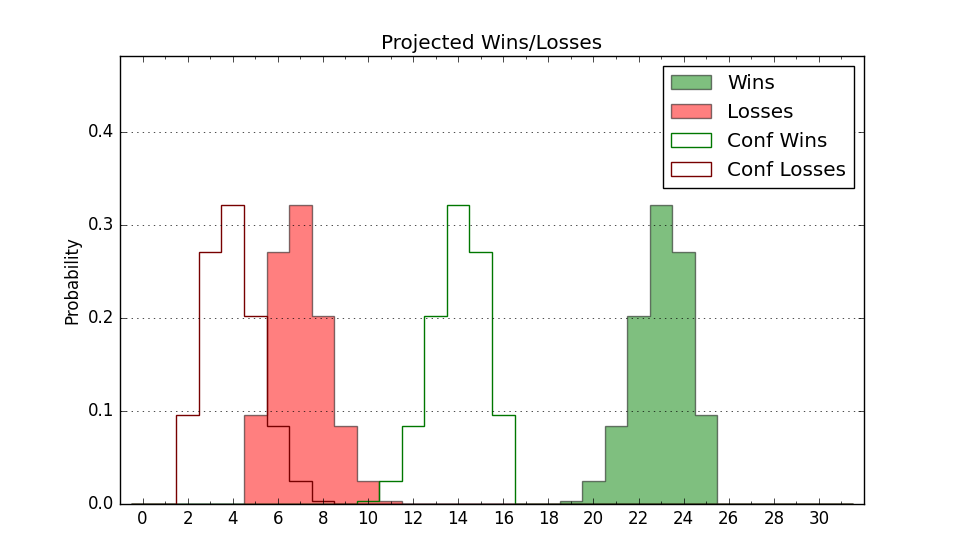 Projected Wins/Losses
Wins
Losses
Conf Wins
Conf Losses
Probability
0.4
0.3
0.2
0.1
0.0
0 2 4 6 8 10 12 14 16 18 20 22 24 26 28 30